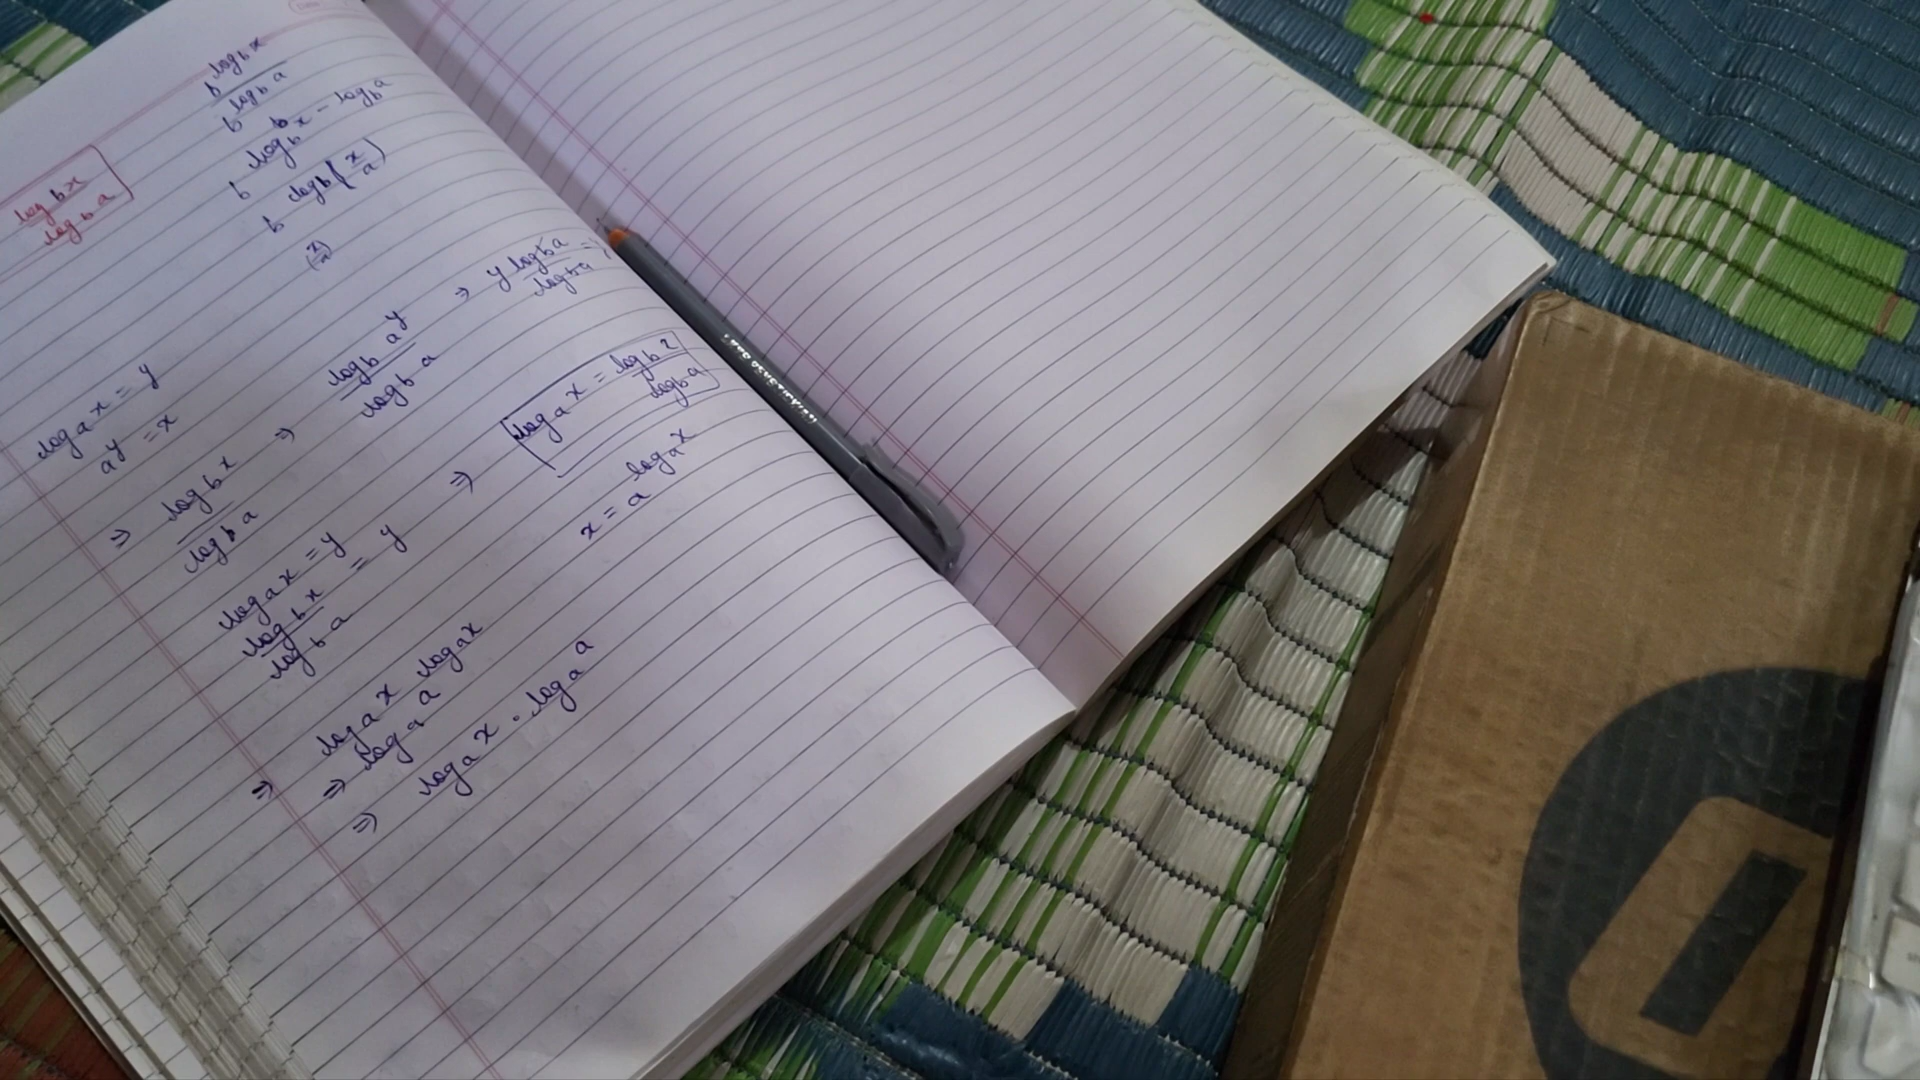 b^(log_b x)
b^(log_b a)
b^(log_b x - log_b a)
b^(log_b (x/a))
(x/a)
log_b x / log_b a
log_a x = y
a^y = x
⇒ log_b x / log_b a ⇒ log_b a^y / log_b a ⇒ y log_b a / log_b a =
log_a x = y
log_b x / log_b a = y ⇒ log_a x = log_b x / log_b a
x = a^(log_a x)
⇒ log_a x
⇒ log_a a^(log_a x)
⇒ log_a x · log_a a